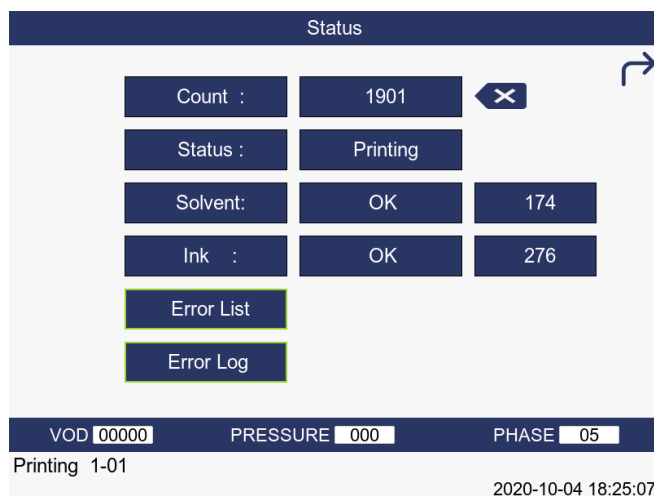 Status
Count : 1901
Status : Printing
Solvent: OK 174
Ink : OK 276
Error List
Error Log
VOD 00000 PRESSURE 000 PHASE 05
Printing 1-01
2020-10-04 18:25:07